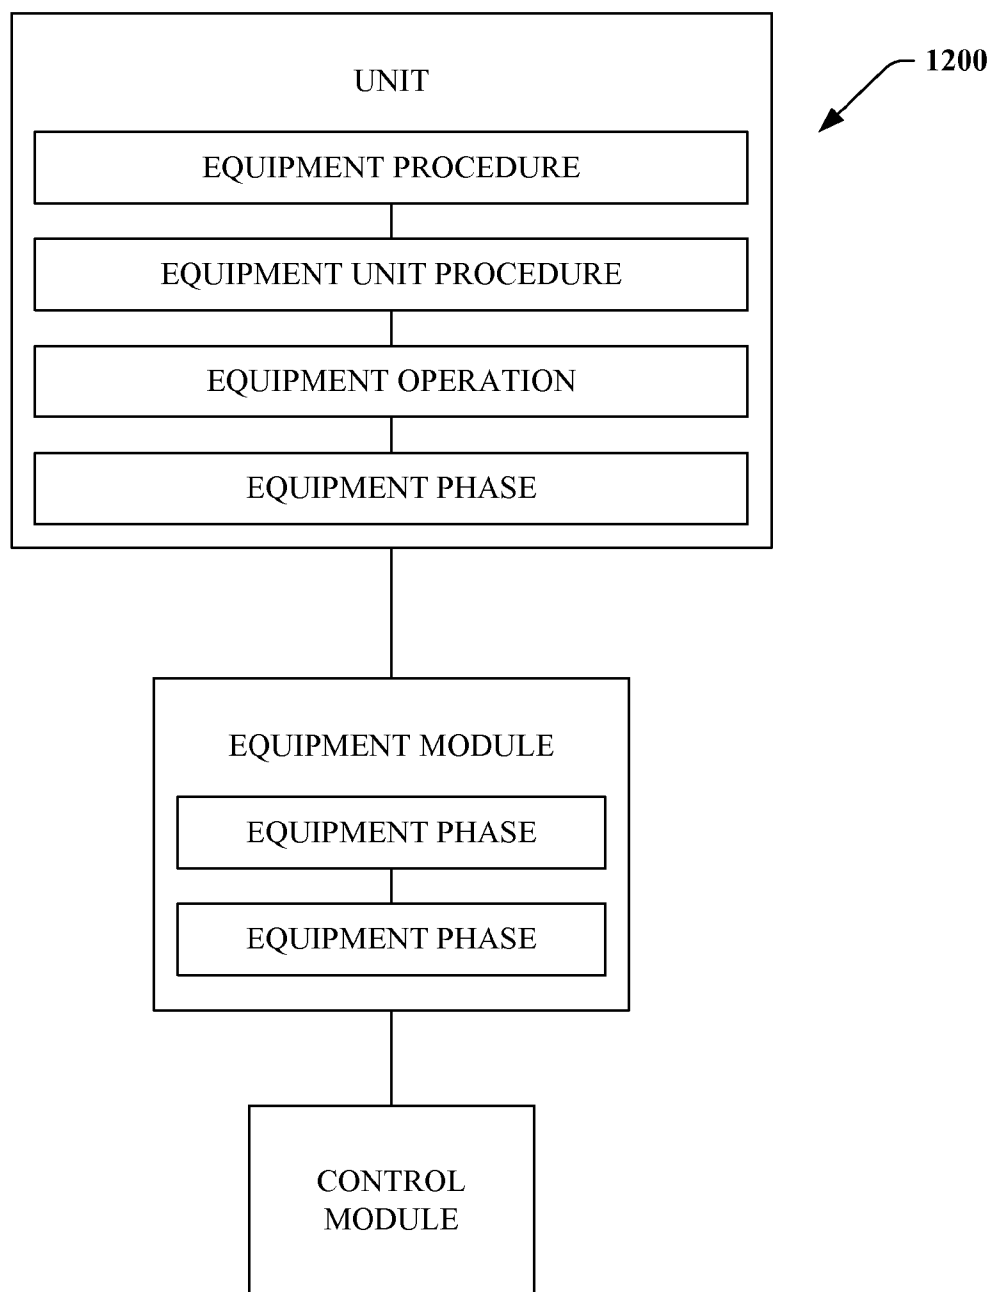 1200
UNIT
EQUIPMENT PROCEDURE
EQUIPMENT UNIT PROCEDURE
EQUIPMENT OPERATION
EQUIPMENT PHASE
EQUIPMENT MODULE
EQUIPMENT PHASE
EQUIPMENT PHASE
CONTROL
MODULE